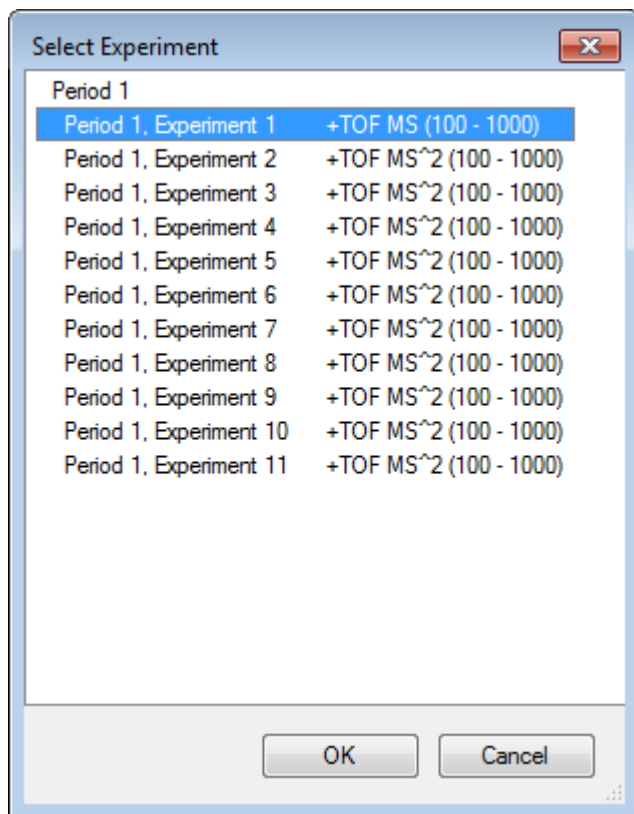 Select Experiment
Period 1
Period 1, Experiment 1 +TOF MS (100 - 1000)
Period 1, Experiment 2 +TOF MS^2 (100 - 1000)
Period 1, Experiment 3 +TOF MS^2 (100 - 1000)
Period 1, Experiment 4 +TOF MS^2 (100 - 1000)
Period 1, Experiment 5 +TOF MS^2 (100 - 1000)
Period 1, Experiment 6 +TOF MS^2 (100 - 1000)
Period 1, Experiment 7 +TOF MS^2 (100 - 1000)
Period 1, Experiment 8 +TOF MS^2 (100 - 1000)
Period 1, Experiment 9 +TOF MS^2 (100 - 1000)
Period 1, Experiment 10 +TOF MS^2 (100 - 1000)
Period 1, Experiment 11 +TOF MS^2 (100 - 1000)
OK Cancel